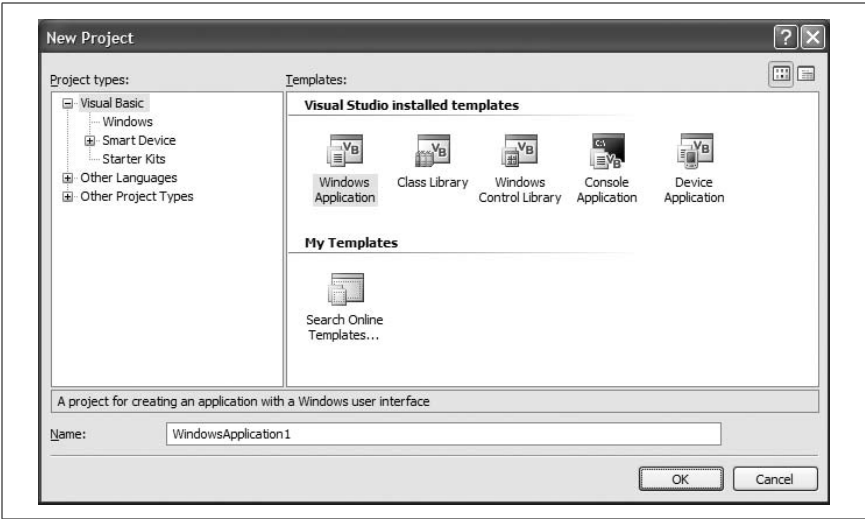 New Project
Project types:
Templates:
Visual Basic
Windows
Smart Device
Starter Kits
Other Languages
Other Project Types
Visual Studio installed templates
Windows Application
Class Library
Windows Control Library
Console Application
Device Application
My Templates
Search Online Templates...
A project for creating an application with a Windows user interface
Name:
WindowsApplication1
OK
Cancel